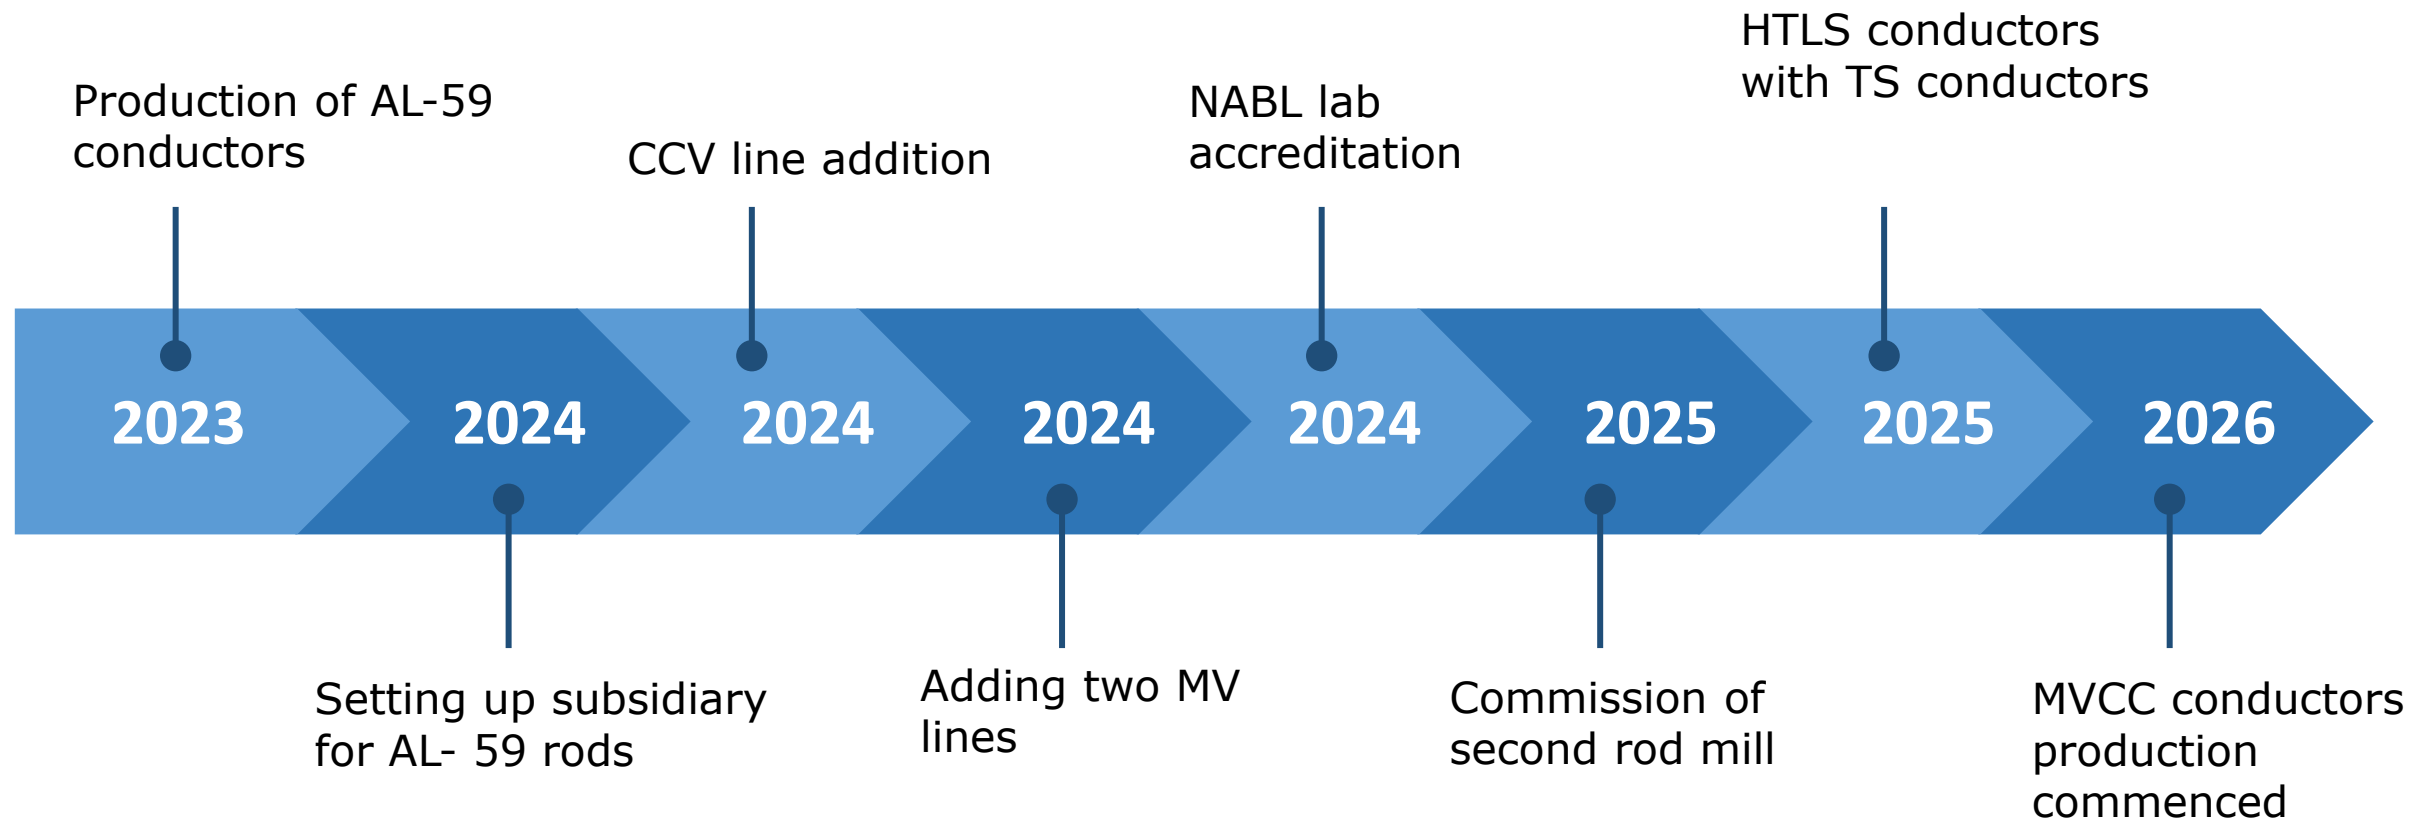 HTLS conductors
with TS conductors
Production of AL-59
conductors
CCV line addition
NABL lab
accreditation
2023
2024
2024
2024
2024
2025
2025
2026
Setting up subsidiary
for AL- 59 rods
Adding two MV
lines
Commission of
second rod mill
MVCC conductors
production
commenced